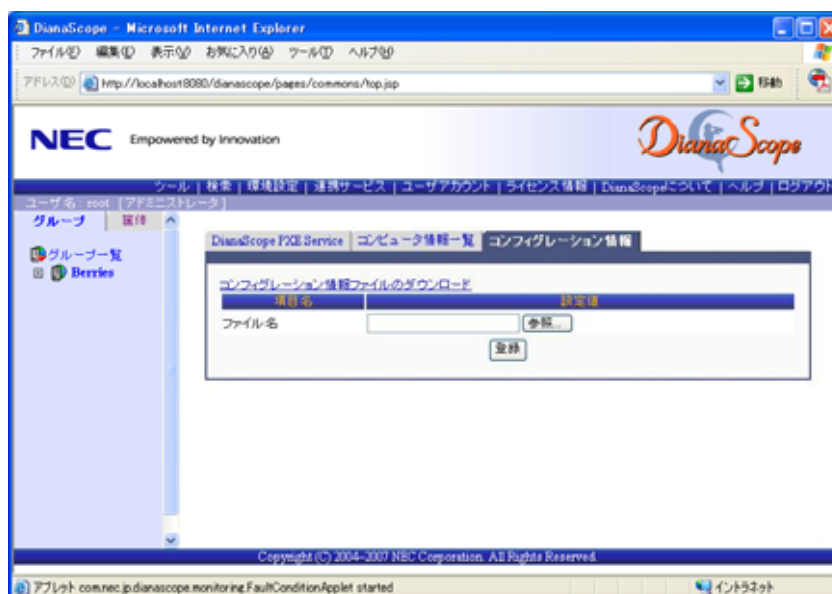 DianaScope - Microsoft Internet Explorer
ファイル(F) 編集(E) 表示(V) お気に入り(A) ツール(T) ヘルプ(H)
アドレス(D) http://localhost:8080/dianascope/pages/commons/top.jsp 移動
NEC Empowered by Innovation DianaScope
ツール | 検索 | 環境設定 | 連携サービス | ユーザアカウント | ライセンス情報 | DianaScopeについて | ヘルプ | ログアウト
ユーザ名 : root [アドミニストレータ]
グループ 筐体
グループ一覧
Berries
DianaScope PXE Service コンピュータ情報一覧 コンフィグレーション情報
コンフィグレーション情報ファイルのダウンロード
項目名 設定値
ファイル名 参照...
登録
Copyright (C) 2004-2007 NEC Corporation. All Rights Reserved.
アプレット com.nec.jp.dianascope.monitoring.FaultConditionApplet started イントラネット